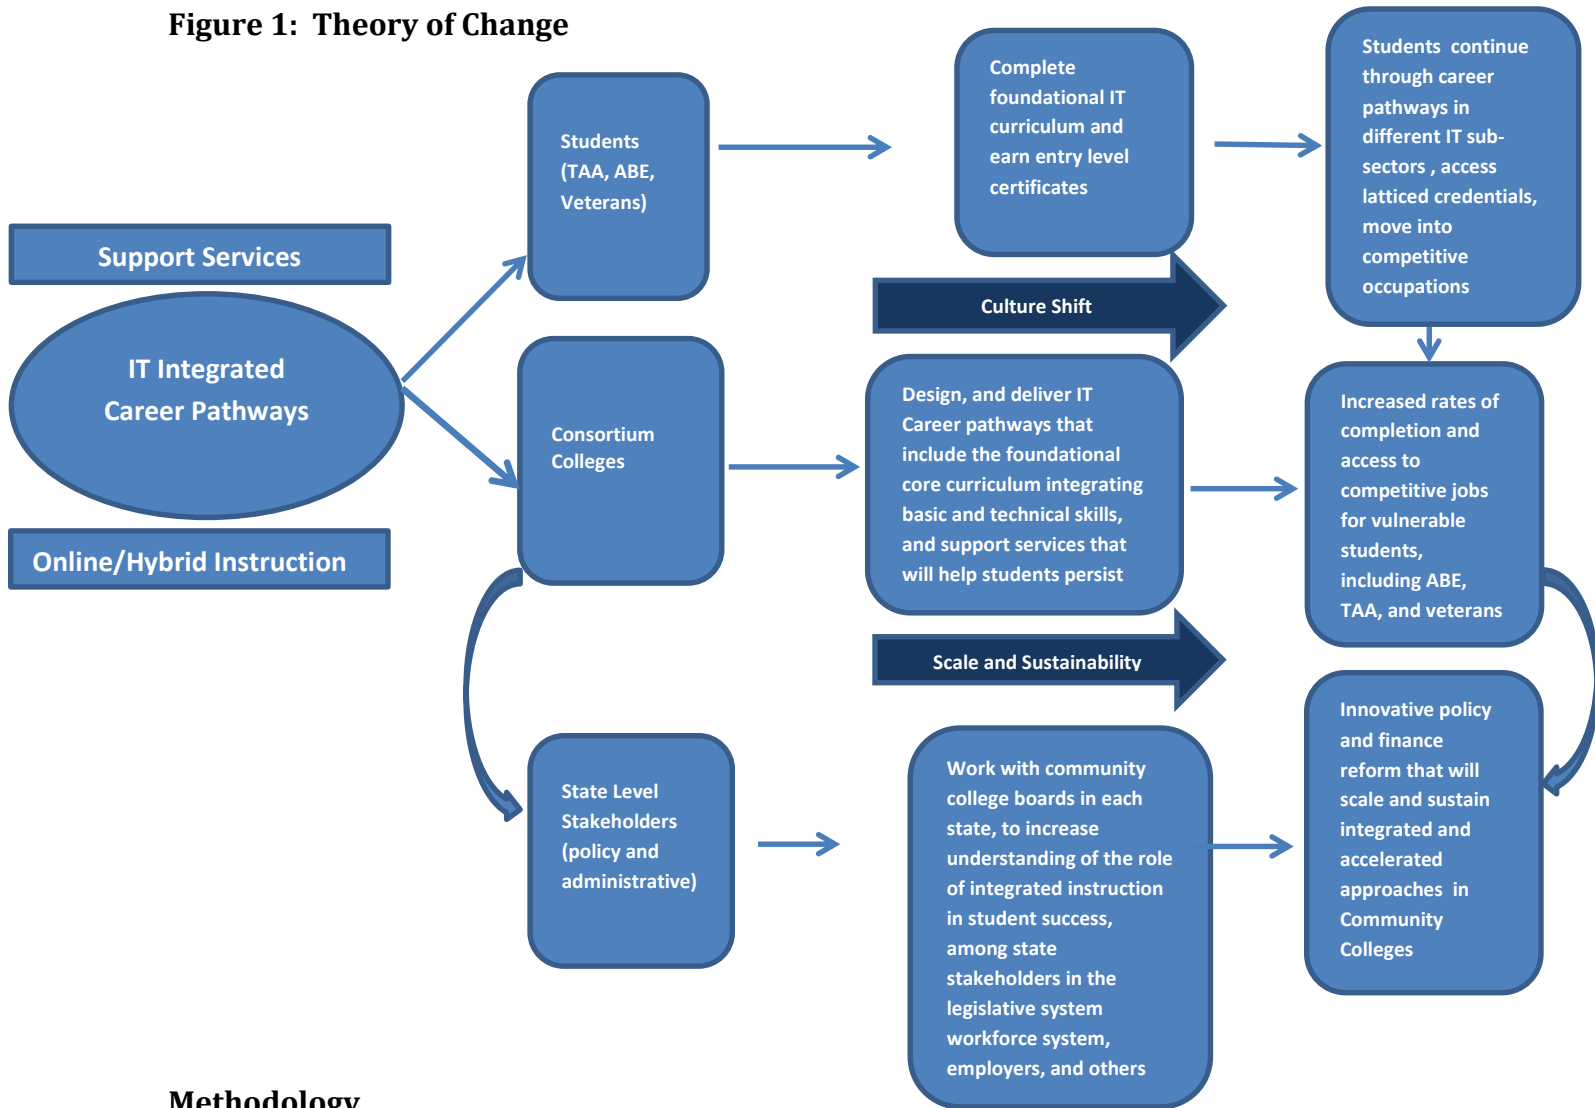 Figure 1:  Theory of Change
Support Services
IT Integrated
Career Pathways
Online/Hybrid Instruction
Students
(TAA, ABE,
Veterans)
Complete
foundational IT
curriculum and
earn entry level
certificates
Students  continue
through career
pathways in
different IT sub-
sectors , access
latticed credentials,
move into
competitive
occupations
Culture Shift
Consortium
Colleges
Design, and deliver IT
Career pathways that
include the foundational
core curriculum integrating
basic and technical skills,
and support services that
will help students persist
Increased rates of
completion and
access to
competitive jobs
for vulnerable
students,
including ABE,
TAA, and veterans
Scale and Sustainability
State Level
Stakeholders
(policy and
administrative)
Work with community
college boards in each
state, to increase
understanding of the role
of integrated instruction
in student success,
among state
stakeholders in the
legislative system
workforce system,
employers, and others
Innovative policy
and finance
reform that will
scale and sustain
integrated and
accelerated
approaches  in
Community
Colleges
Methodology